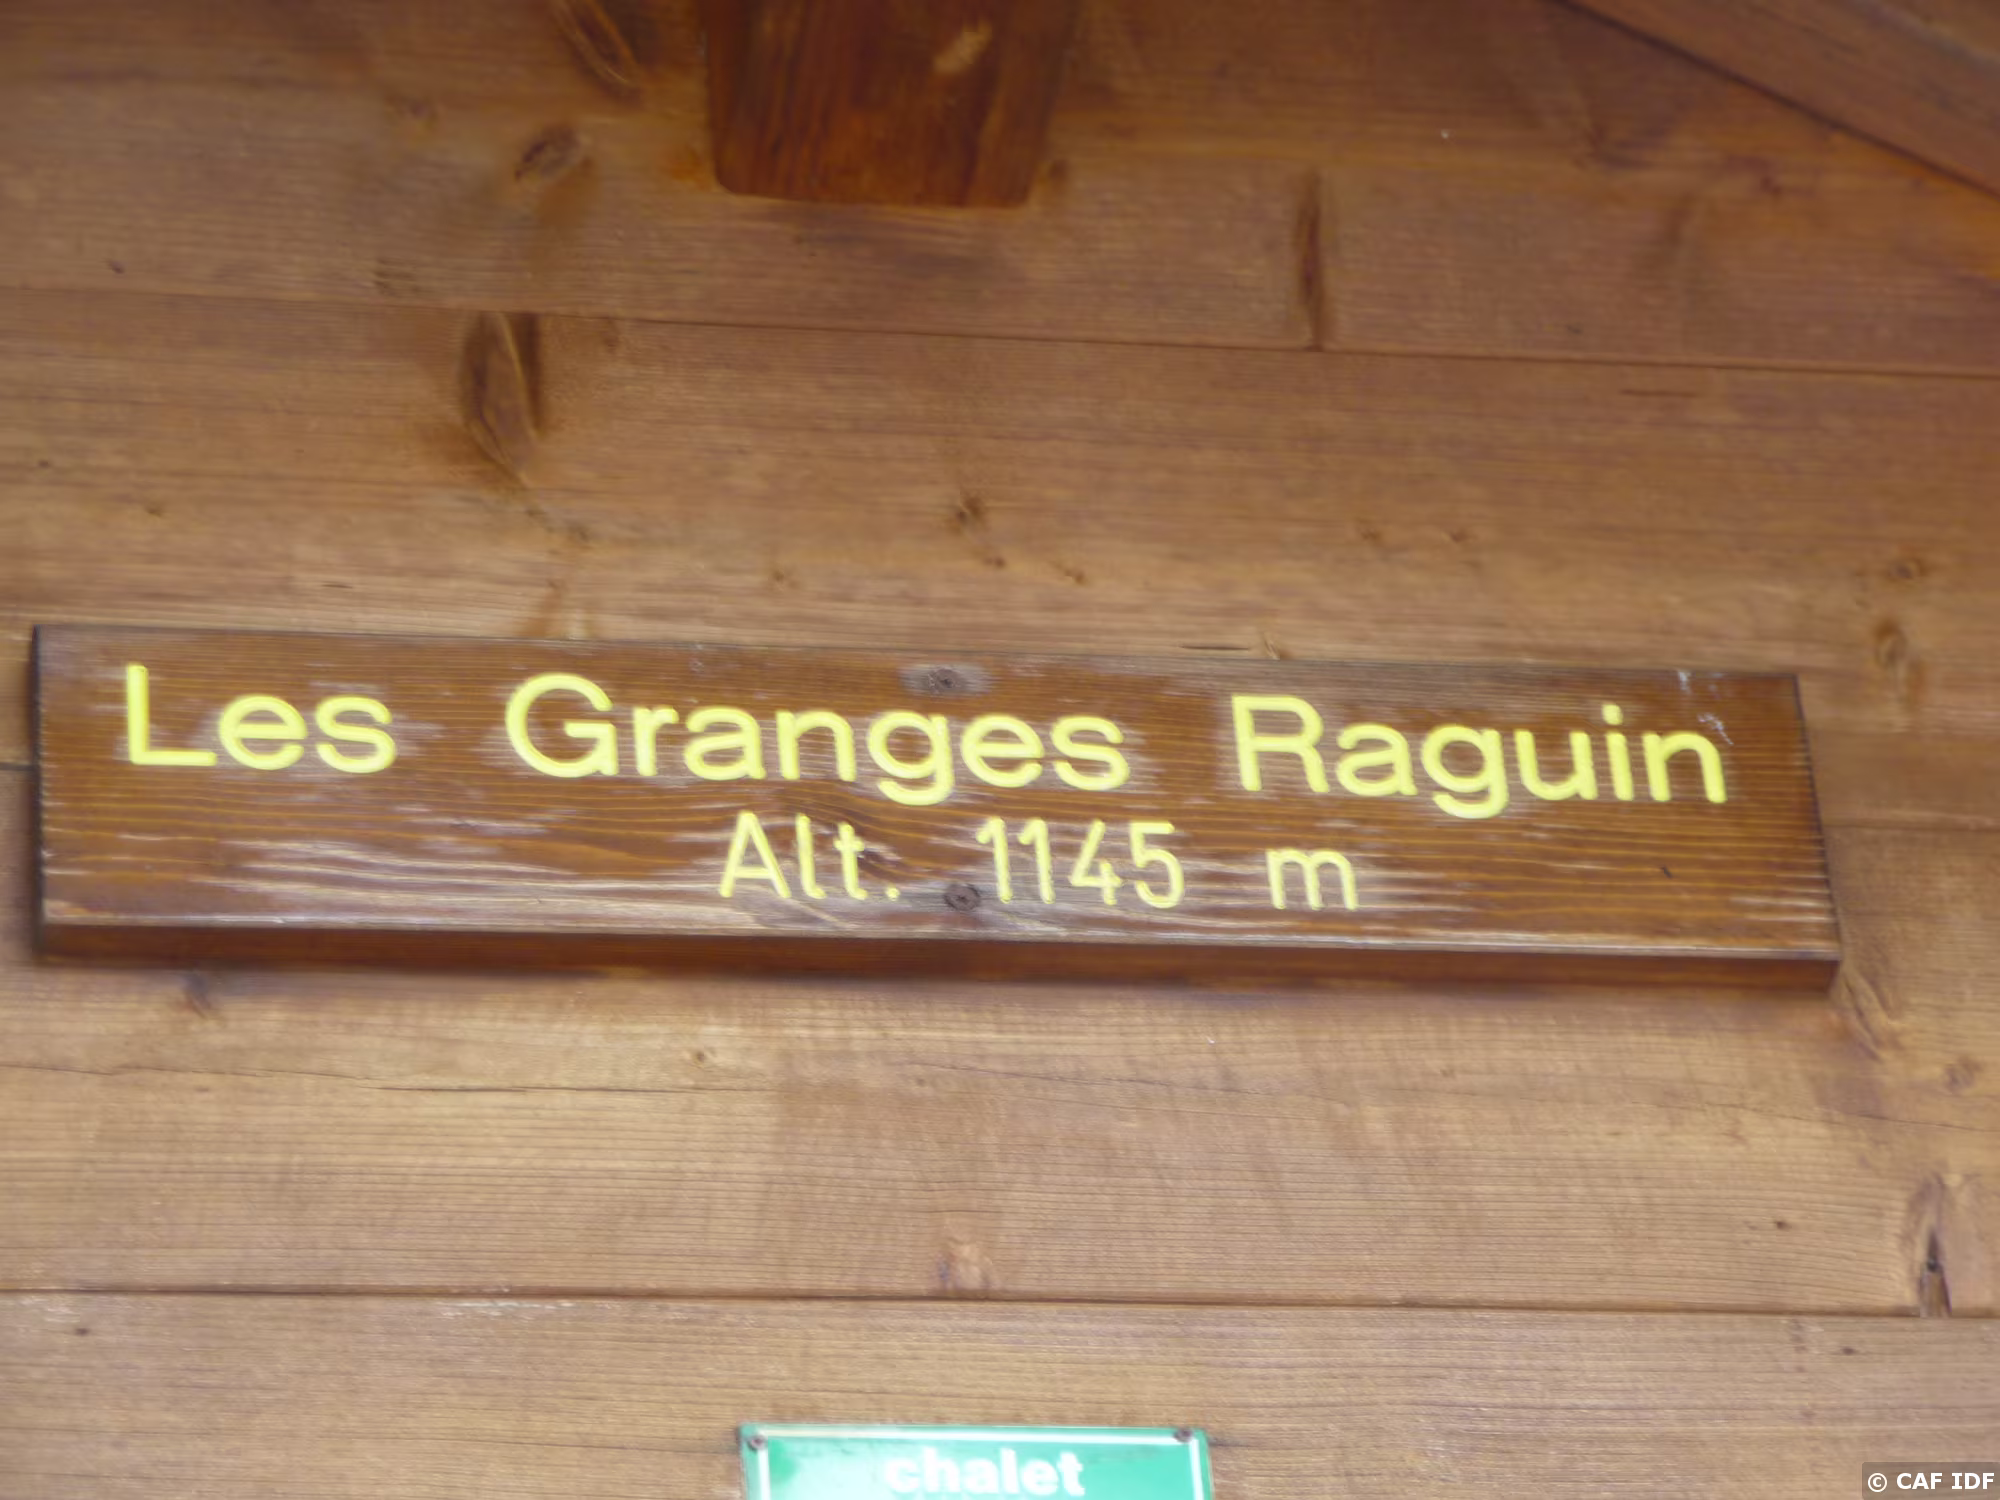 Les Granges Raguin
Alt. 1145 m
chalet
© CAF IDF